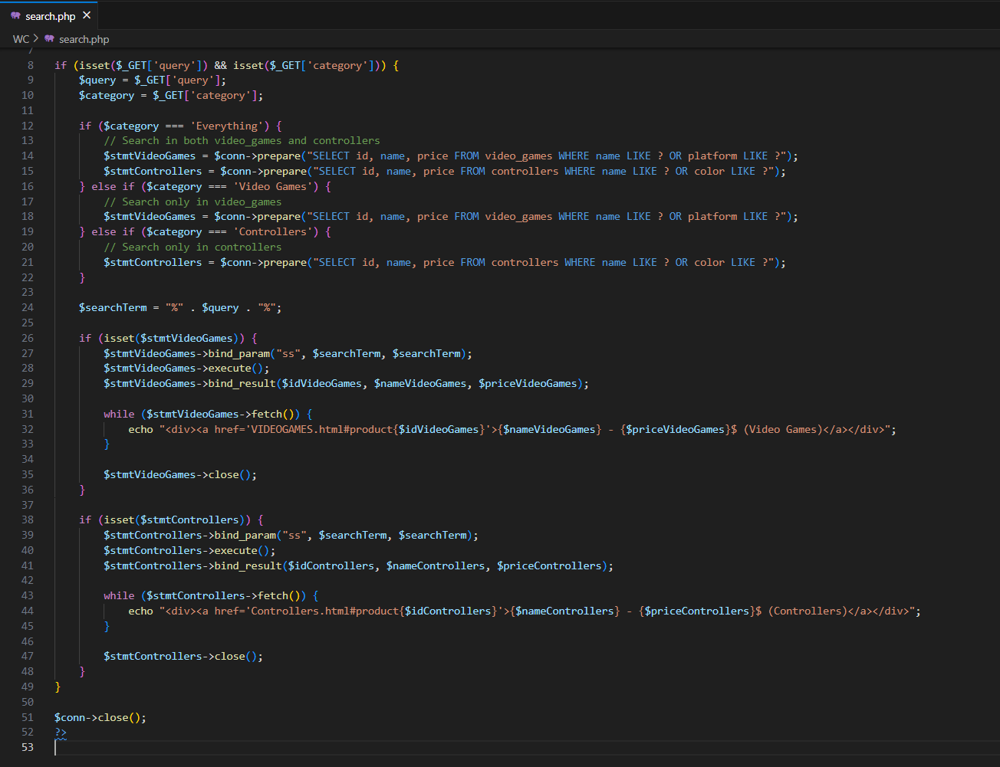 search.php ×
WC > search.php
7
8 if (isset($_GET['query']) && isset($_GET['category'])) {
9     $query = $_GET['query'];
10     $category = $_GET['category'];
11
12     if ($category === 'Everything') {
13         // Search in both video_games and controllers
14         $stmtVideoGames = $conn->prepare("SELECT id, name, price FROM video_games WHERE name LIKE ? OR platform LIKE ?");
15         $stmtControllers = $conn->prepare("SELECT id, name, price FROM controllers WHERE name LIKE ? OR color LIKE ?");
16     } else if ($category === 'Video Games') {
17         // Search only in video_games
18         $stmtVideoGames = $conn->prepare("SELECT id, name, price FROM video_games WHERE name LIKE ? OR platform LIKE ?");
19     } else if ($category === 'Controllers') {
20         // Search only in controllers
21         $stmtControllers = $conn->prepare("SELECT id, name, price FROM controllers WHERE name LIKE ? OR color LIKE ?");
22     }
23
24     $searchTerm = "%" . $query . "%";
25
26     if (isset($stmtVideoGames)) {
27         $stmtVideoGames->bind_param("ss", $searchTerm, $searchTerm);
28         $stmtVideoGames->execute();
29         $stmtVideoGames->bind_result($idVideoGames, $nameVideoGames, $priceVideoGames);
30
31         while ($stmtVideoGames->fetch()) {
32             echo "<div><a href='VIDEOGAMES.html#product{$idVideoGames}'>{$nameVideoGames} - {$priceVideoGames}$ (Video Games)</a></div>";
33         }
34
35         $stmtVideoGames->close();
36     }
37
38     if (isset($stmtControllers)) {
39         $stmtControllers->bind_param("ss", $searchTerm, $searchTerm);
40         $stmtControllers->execute();
41         $stmtControllers->bind_result($idControllers, $nameControllers, $priceControllers);
42
43         while ($stmtControllers->fetch()) {
44             echo "<div><a href='Controllers.html#product{$idControllers}'>{$nameControllers} - {$priceControllers}$ (Controllers)</a></div>";
45         }
46
47         $stmtControllers->close();
48     }
49 }
50
51 $conn->close();
52 ?>
53